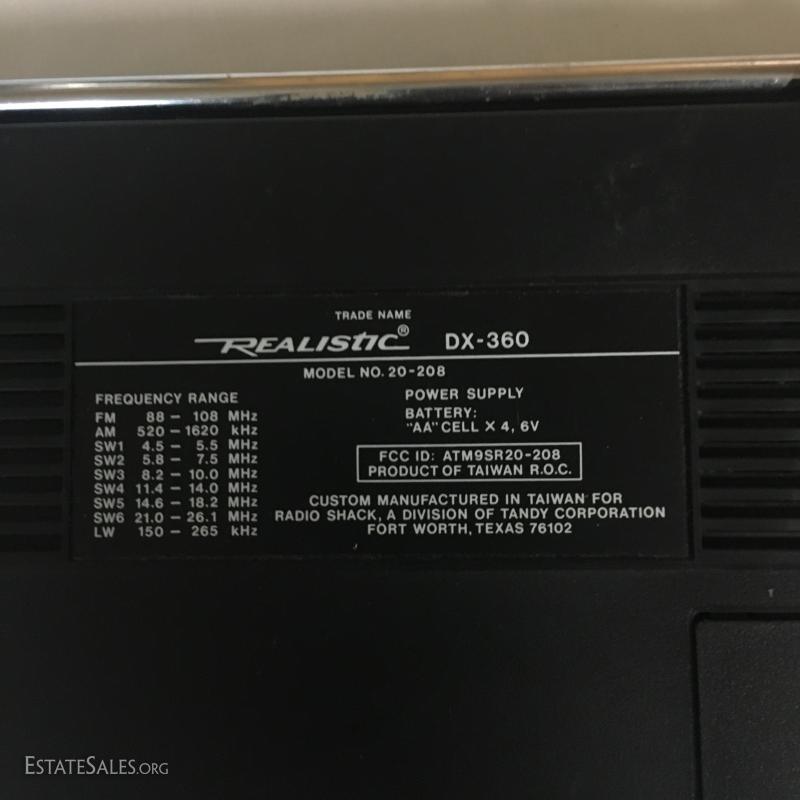 TRADE NAME
REALISTIC® DX-360
MODEL NO. 20-208
FREQUENCY RANGE
FM 88 – 108 MHz
AM 520 – 1620 kHz
SW1 4.5 – 5.5 MHz
SW2 5.8 – 7.5 MHz
SW3 8.2 – 10.0 MHz
SW4 11.4 – 14.0 MHz
SW5 14.6 – 18.2 MHz
SW6 21.0 – 26.1 MHz
LW 150 – 265 kHz
POWER SUPPLY
BATTERY:
"AA" CELL X 4, 6V
FCC ID: ATM9SR20-208
PRODUCT OF TAIWAN R.O.C.
CUSTOM MANUFACTURED IN TAIWAN FOR
RADIO SHACK, A DIVISION OF TANDY CORPORATION
FORT WORTH, TEXAS 76102
ESTATESALES.ORG